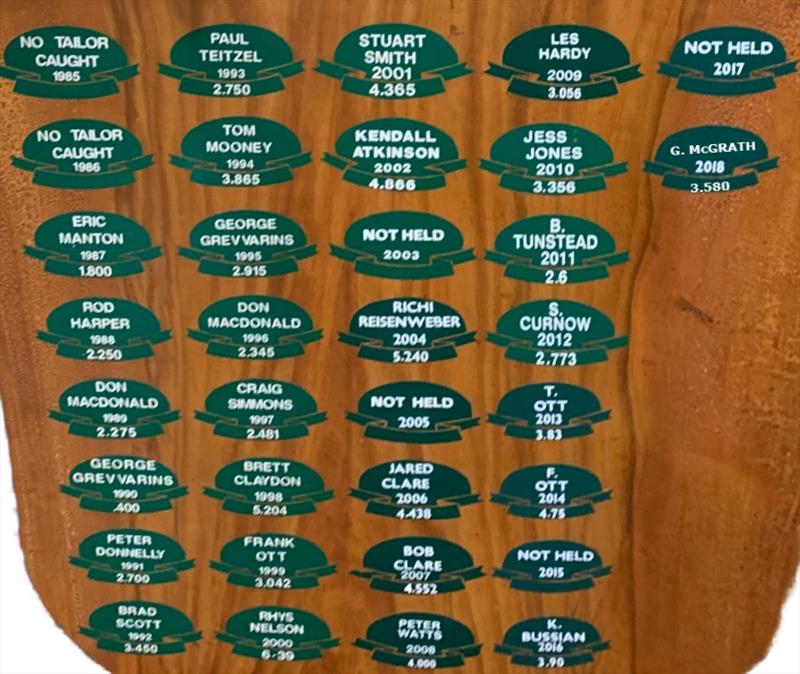 NO TAILOR
CAUGHT
1985
NO TAILOR
CAUGHT
1986
ERIC
MANTON
1987
1.800
ROD
HARPER
1988
2.250
DON
MACDONALD
1989
2.275
GEORGE
GREVVARINS
1990
.400
PETER
DONNELLY
1991
2.700
BRAD
SCOTT
1992
3.450
PAUL
TEITZEL
1993
2.750
TOM
MOONEY
1994
3.865
GEORGE
GREVVARINS
1995
2.915
DON
MACDONALD
1996
2.345
CRAIG
SIMMONS
1997
2.481
BRETT
CLAYDON
1998
5.204
FRANK
OTT
1999
3.042
RHYS
NELSON
2000
6.39
STUART
SMITH
2001
4.365
KENDALL
ATKINSON
2002
4.866
NOT HELD
2003
RICHI
REISENWEBER
2004
5.240
NOT HELD
2005
JARED
CLARE
2006
4.438
BOB
CLARE
2007
4.552
PETER
WATTS
2008
4.000
LES
HARDY
2009
3.056
JESS
JONES
2010
3.356
B.
TUNSTEAD
2011
2.6
S.
CURNOW
2012
2.773
T.
OTT
2013
3.83
F.
OTT
2014
4.75
NOT HELD
2015
K.
BUSSIAN
2016
3.90
NOT HELD
2017
G. McGRATH
2018
3.580